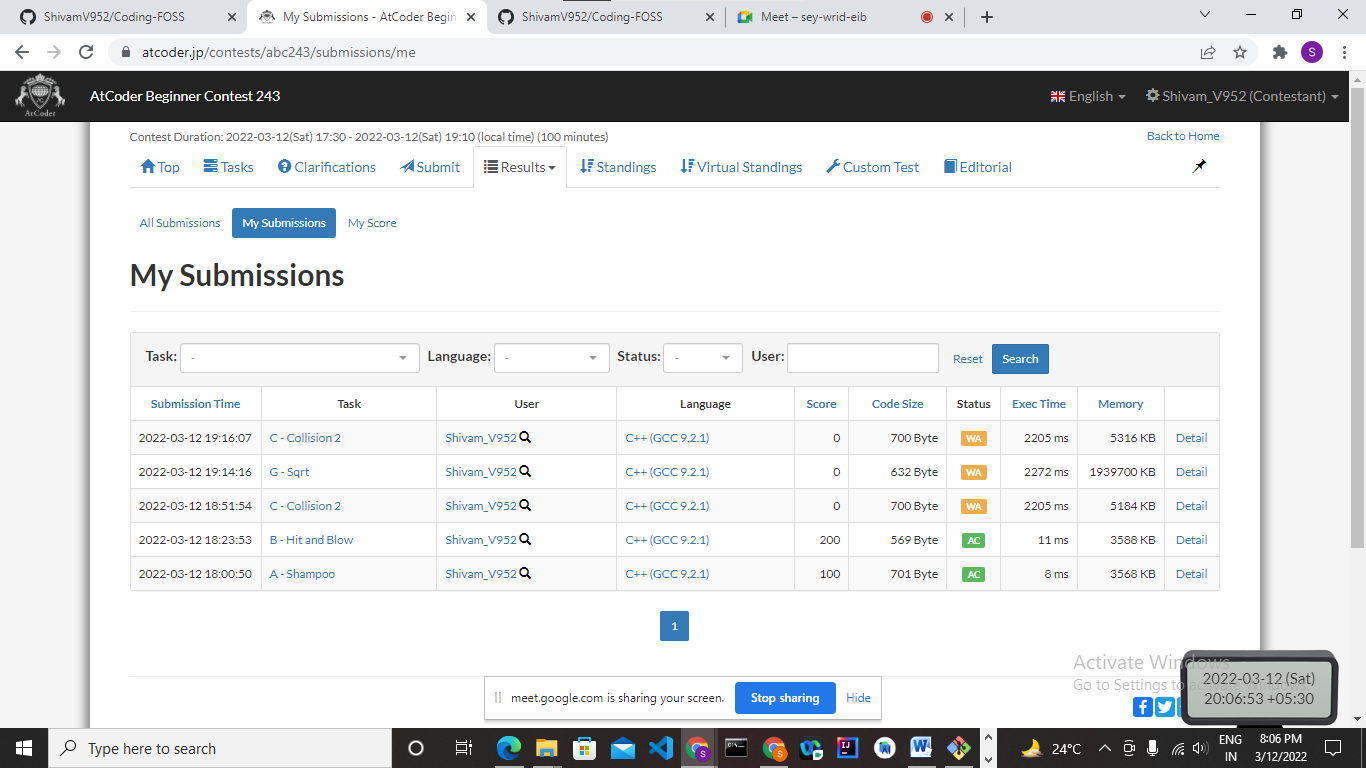 ShivamV952/Coding-FOSS
My Submissions - AtCoder Begin
ShivamV952/Coding-FOSS
Meet – sey-wrid-eib
atcoder.jp/contests/abc243/submissions/me
S
AtCoder
AtCoder Beginner Contest 243
English
Shivam_V952 (Contestant)
Contest Duration: 2022-03-12(Sat) 17:30 - 2022-03-12(Sat) 19:10 (local time) (100 minutes)
Back to Home
Top Tasks Clarifications Submit Results Standings Virtual Standings Custom Test Editorial
All Submissions My Submissions My Score
My Submissions
Task: - Language: - Status: - User: Reset Search
Submission Time Task User Language Score Code Size Status Exec Time Memory
2022-03-12 19:16:07 C - Collision 2 Shivam_V952 C++ (GCC 9.2.1) 0 700 Byte WA 2205 ms 5316 KB Detail
2022-03-12 19:14:16 G - Sqrt Shivam_V952 C++ (GCC 9.2.1) 0 632 Byte WA 2272 ms 1939700 KB Detail
2022-03-12 18:51:54 C - Collision 2 Shivam_V952 C++ (GCC 9.2.1) 0 700 Byte WA 2205 ms 5184 KB Detail
2022-03-12 18:23:53 B - Hit and Blow Shivam_V952 C++ (GCC 9.2.1) 200 569 Byte AC 11 ms 3588 KB Detail
2022-03-12 18:00:50 A - Shampoo Shivam_V952 C++ (GCC 9.2.1) 100 701 Byte AC 8 ms 3568 KB Detail
1
Activate Windows
Go to Settings to activate Windows
2022-03-12 (Sat)
20:06:53 +05:30
meet.google.com is sharing your screen. Stop sharing Hide
Type here to search
24°C
ENG
IN
8:06 PM
3/12/2022